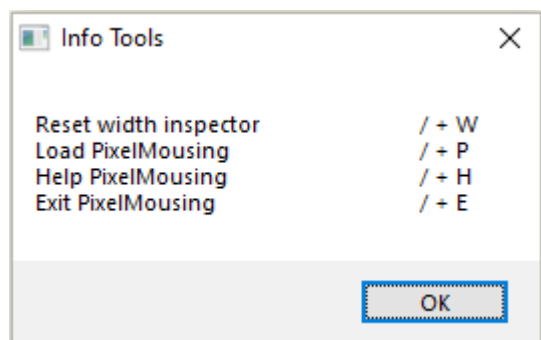 Info Tools
Reset width inspector / + W
Load PixelMousing / + P
Help PixelMousing / + H
Exit PixelMousing / + E
OK